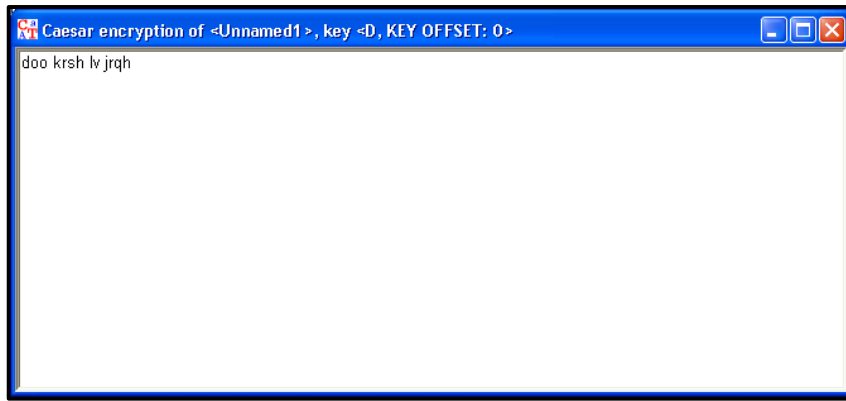 Caesar encryption of <Unnamed1>, key <D, KEY OFFSET: 0>
doo krsh lv jrqh